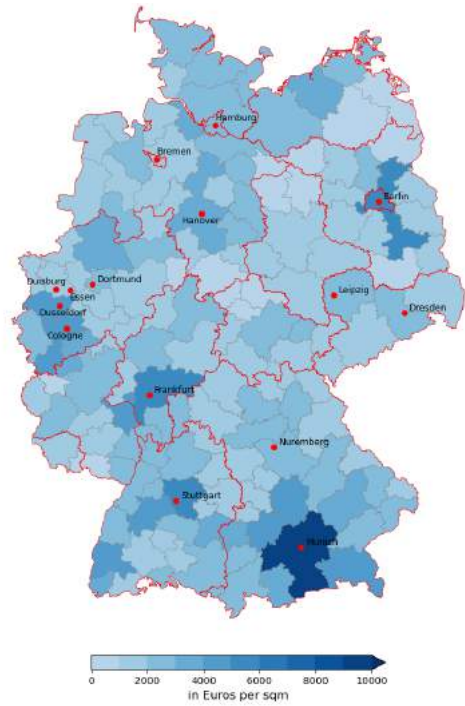 Hamburg
Bremen
Berlin
Hanover
Duisburg
Dortmund
Essen
Dusseldorf
Cologne
Leipzig
Dresden
Frankfurt
Nuremberg
Stuttgart
Munich
0 2000 4000 6000 8000 10000
in Euros per sqm